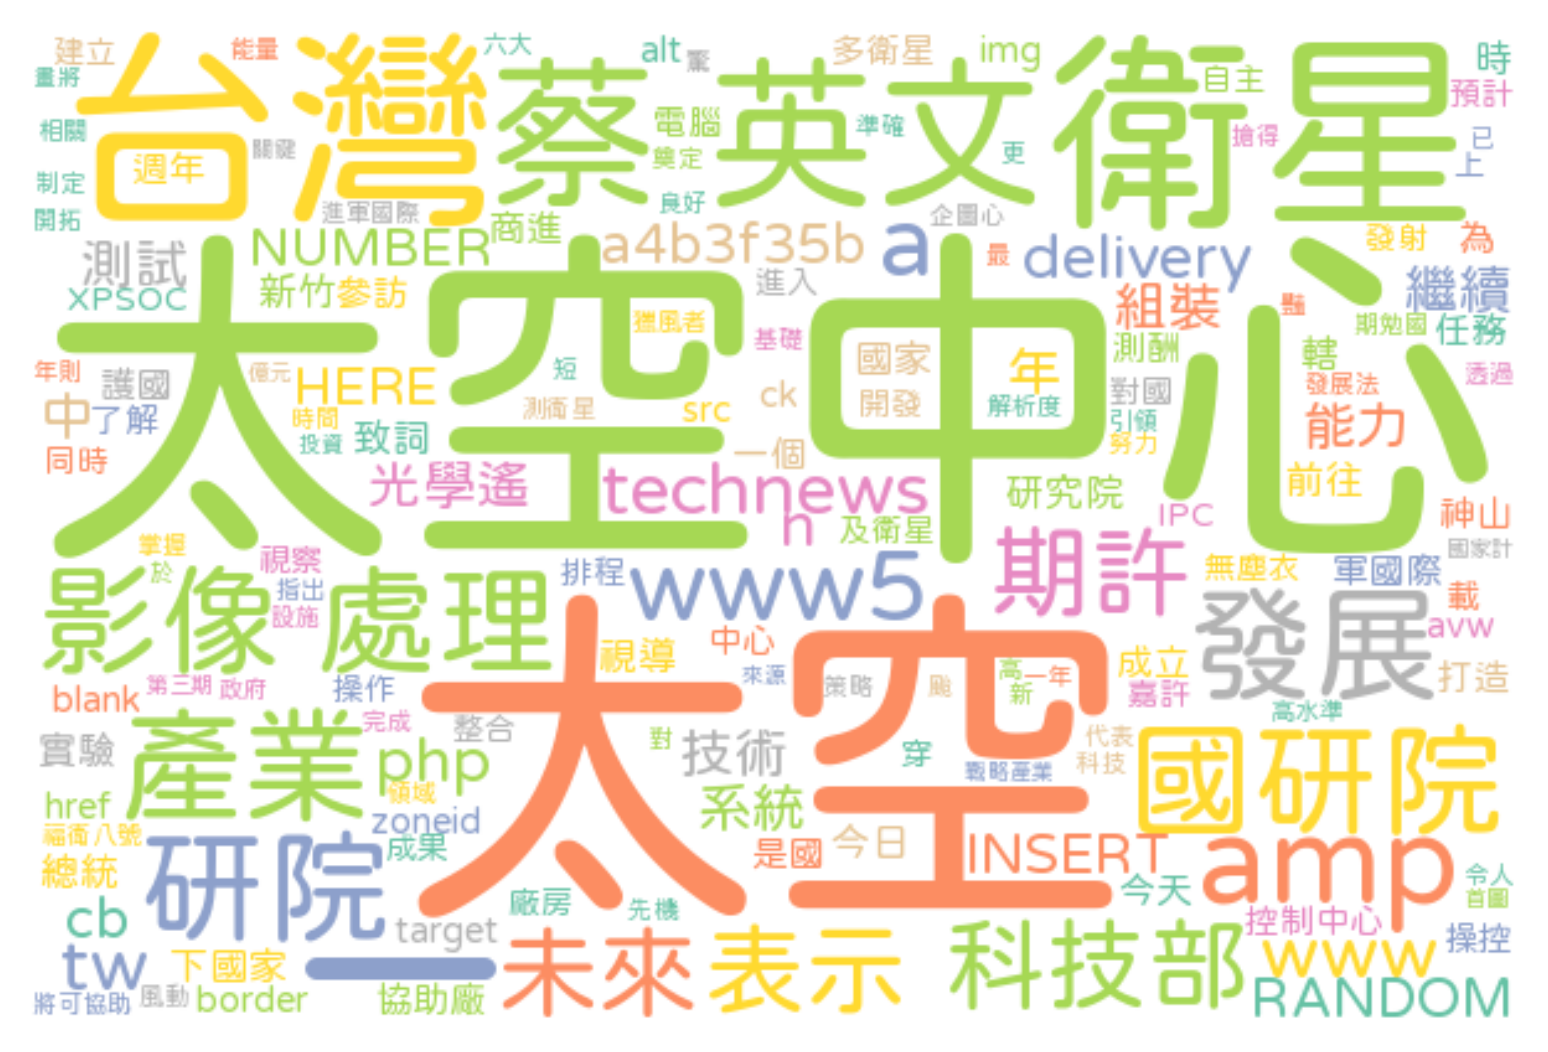 建立
能量
六大
alt
駕
多衛星
img
時
畫將
台灣
蔡英文
衛星
自主
預計
相關
週年
關鍵
電腦
準確
搶得
已
上
制定
奠定
更
開拓
進軍國際
良好
企圖心
測試
NUMBER
商進
a4b3f35b
a
最
delivery
發射
為
XPSOC
新竹
參訪
進入
組裝
繼續
太空中心
獵風者
基礎
豔
期勉國
任務
年則
護國
億元
HERE
短
國家
年
測酬
轄
透過
中
了解
時間
測衛星
src
ck
開發
解析度
對國
引領
發展法
能力
同時
投資
致詞
一個
努力
光學遙
technews
研究院
前往
h
及衛星
IPC
神山
掌握
視察
期許
國家計
於
指出
排程
www5
無塵衣
軍國際
影像
處理
設施
發展
載
avw
視導
中心
成立
blank
第三期
政府
操作
來源
策略
颱
高
一年
新
嘉許
打造
太空
高水準
實驗
產業
完成
整合
php
對
技術
穿
戰略產業
代表
科技
國研院
href
領域
系統
福衛八號
zoneid
總統
研院
成果
是國
今日
INSERT
amp
令人
首圖
cb
廠房
先機
今天
target
控制中心
tw
下國家
一
未來
表示
科技部
www
操控
將可協助
風動
border
協助廠
RANDOM